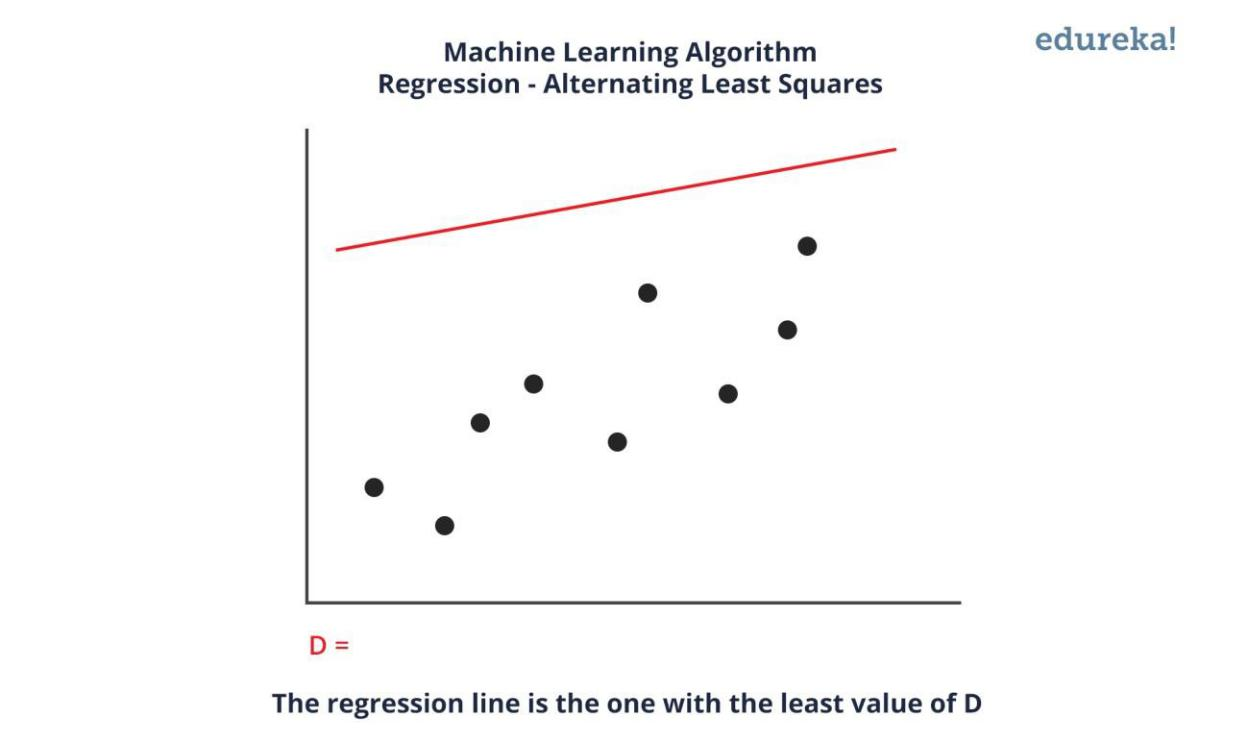 edureka!
Machine Learning Algorithm
Regression - Alternating Least Squares
D =
The regression line is the one with the least value of D